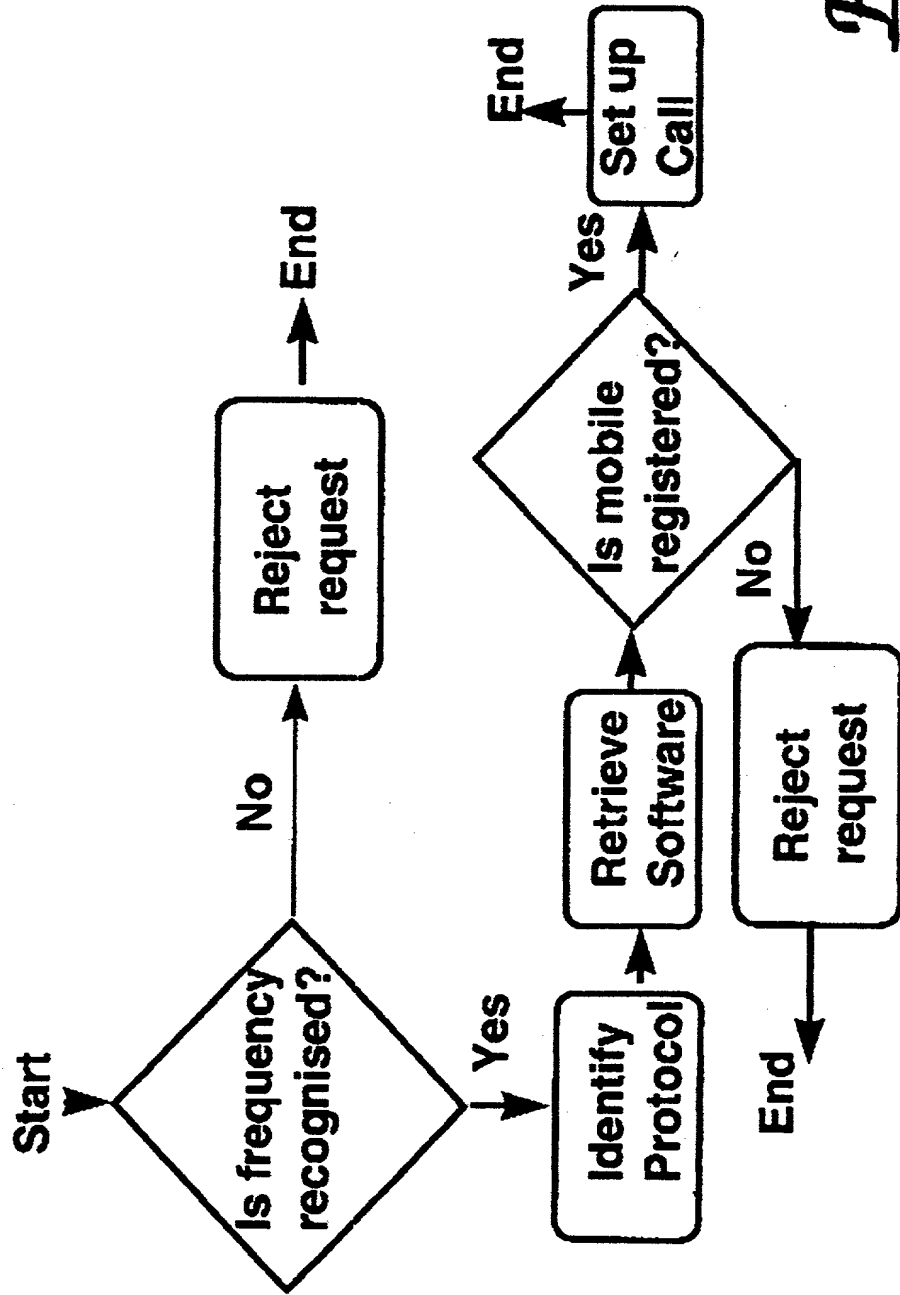 Start
Is frequency
recognised?
No
Reject
request
End
Yes
Identify
Protocol
Retrieve
Software
Is mobile
registered?
Yes
Set up
Call
End
No
Reject
request
End